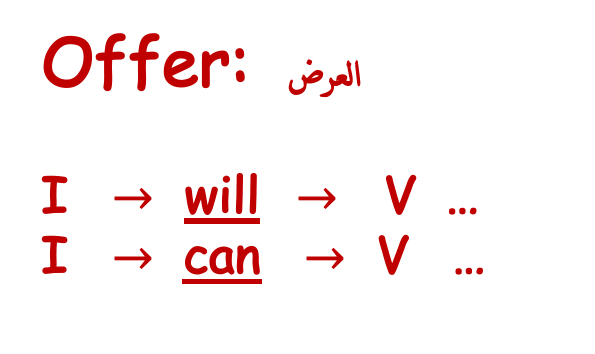 Offer: العرض
I → will → V ...
I → can → V ...